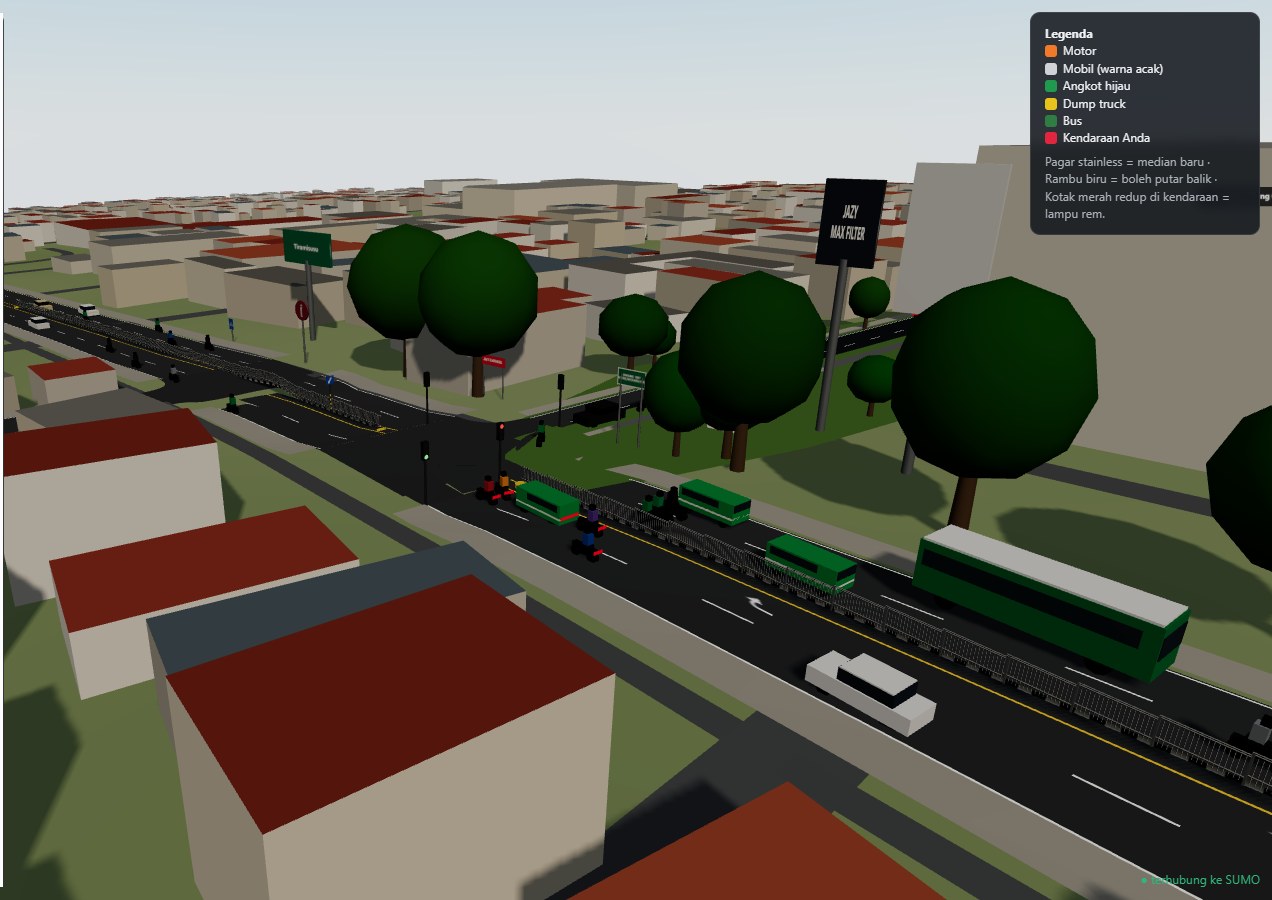 Legenda
Motor
Mobil (warna acak)
Angkot hijau
Dump truck
Bus
Kendaraan Anda
Pagar stainless = median baru ·
Rambu biru = boleh putar balik ·
Kotak merah redup di kendaraan =
lampu rem.
JAZY
MAX FILTER
terhubung ke SUMO